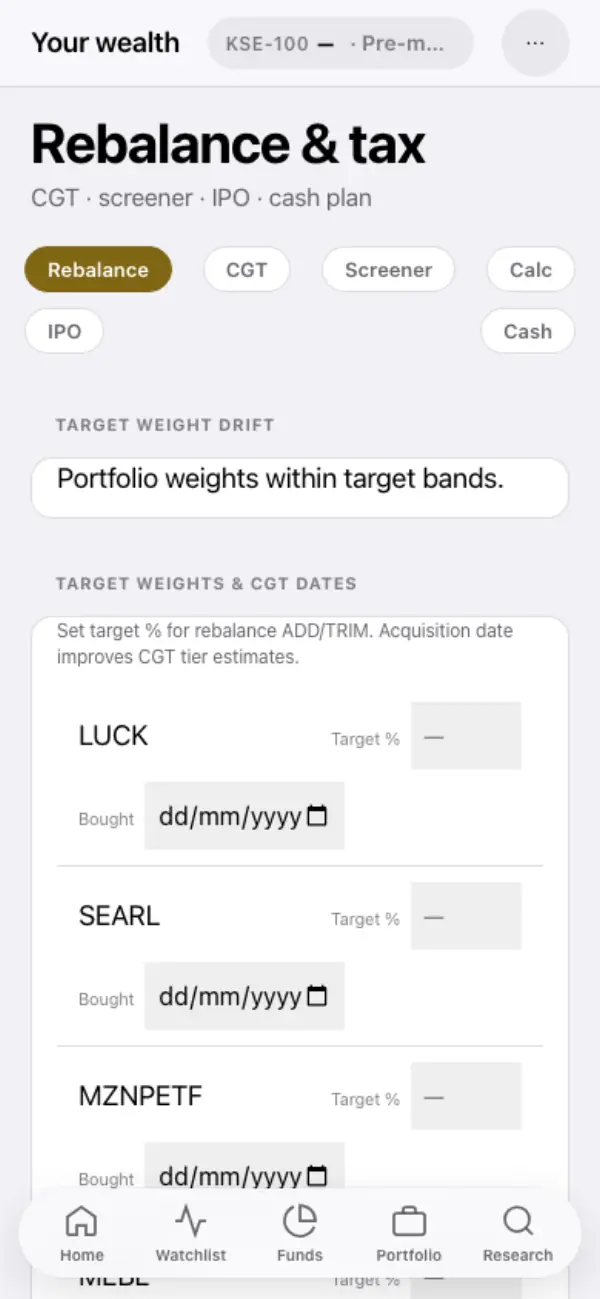 Your wealth
KSE-100 — · Pre-m...
...
Rebalance & tax
CGT · screener · IPO · cash plan
Rebalance
CGT
Screener
Calc
IPO
Cash
TARGET WEIGHT DRIFT
Portfolio weights within target bands.
TARGET WEIGHTS & CGT DATES
Set target % for rebalance ADD/TRIM. Acquisition date
improves CGT tier estimates.
LUCK
Target % —
Bought dd/mm/yyyy
SEARL
Target % —
Bought dd/mm/yyyy
MZNPETF
Target % —
Bought dd/mm/yyyy
Home
Watchlist
Funds
Portfolio
Research
MEBL
Target % —